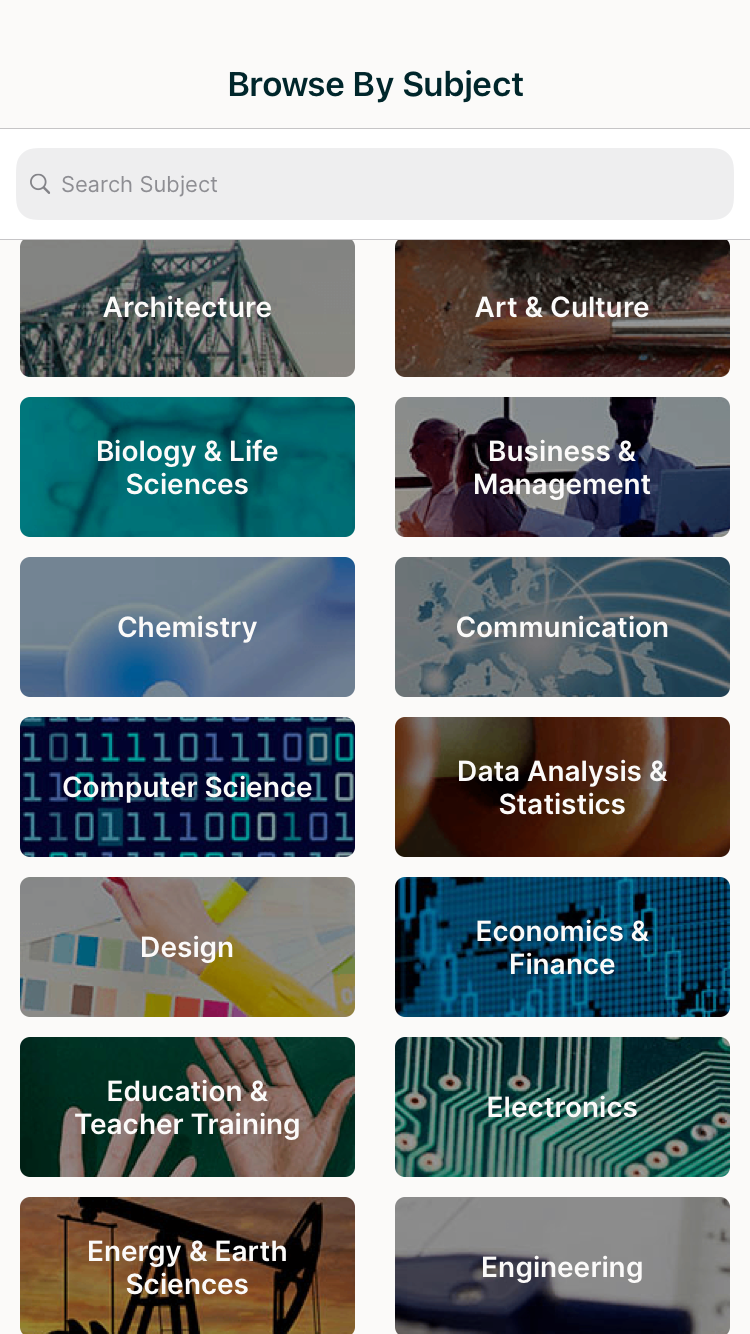 Browse By Subject
Search Subject
Architecture
Art & Culture
Biology & Life
Sciences
Business &
Management
Chemistry
Communication
Computer Science
Data Analysis &
Statistics
Design
Economics &
Finance
Education &
Teacher Training
Electronics
Energy & Earth
Sciences
Engineering